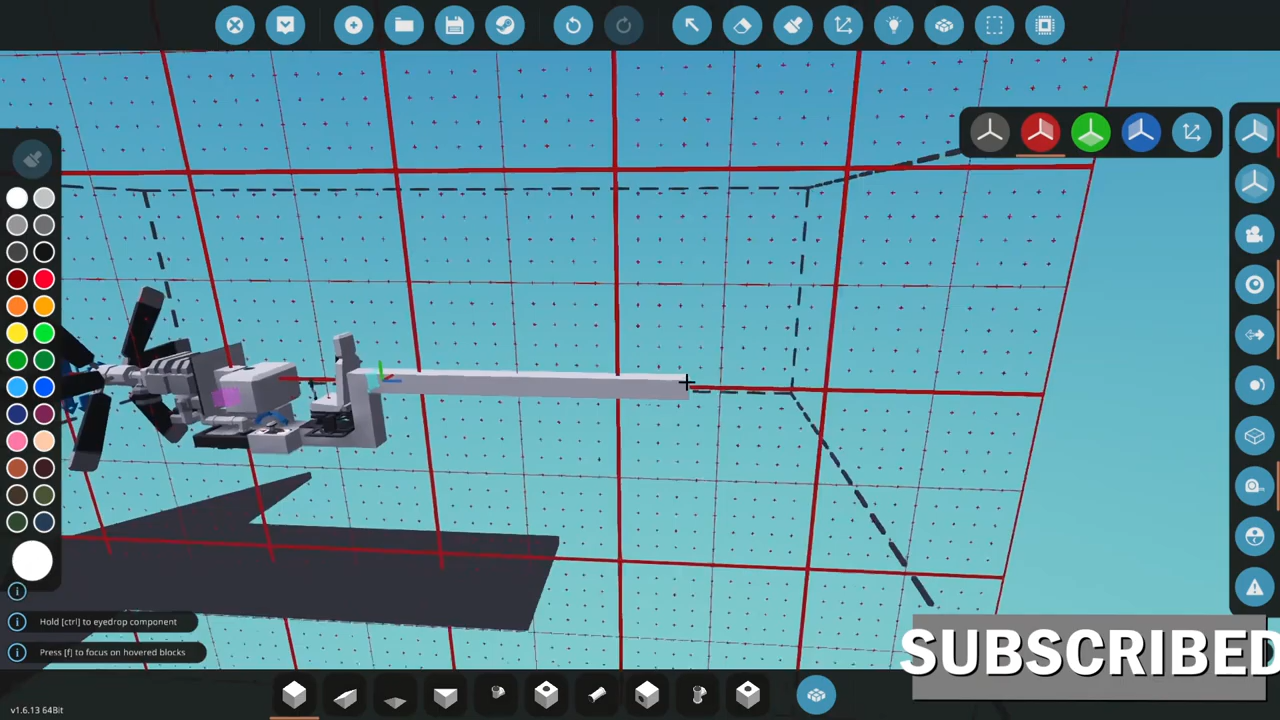 SUBSCRIBED
Hold [ctrl] to eyedrop component
Press [f] to focus on hovered blocks
v1.6.13 64Bit